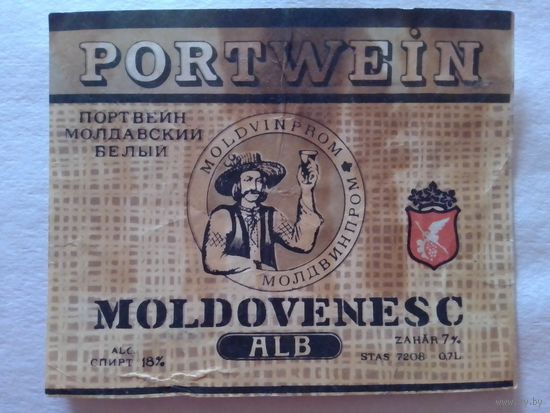 PORTWEIN
ПОРТВЕЙН
МОЛДАВСКИЙ
БЕЛЫЙ
MOLDVINPROM
МОЛДВИНПРОМ
MOLDOVENESC
ALB
ALC.
СПИРТ 18%
ZAHĂR 7%
STAS 7208 0,7L